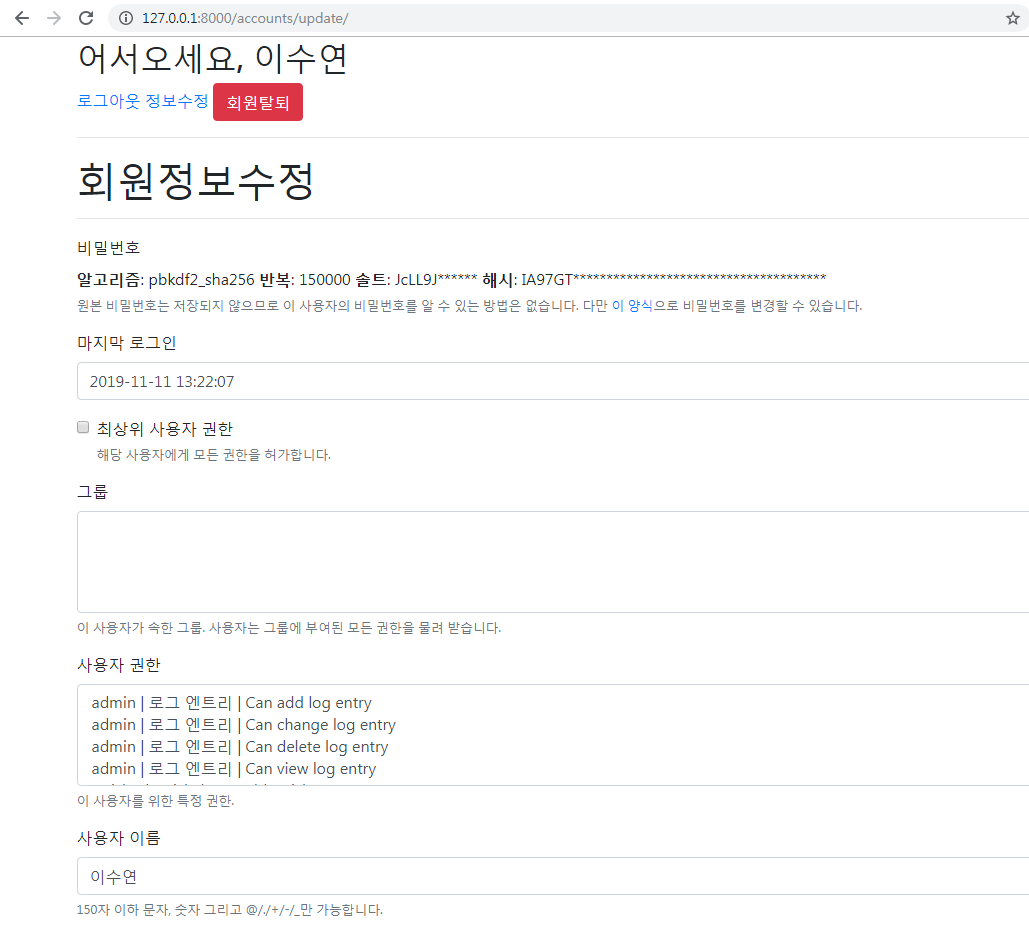 127.0.0.1:8000/accounts/update/
어서오세요, 이수연
로그아웃 정보수정 회원탈퇴
회원정보수정
비밀번호
알고리즘: pbkdf2_sha256 반복: 150000 솔트: JcLL9J****** 해시: IA97GT**************************************
원본 비밀번호는 저장되지 않으므로 이 사용자의 비밀번호를 알 수 있는 방법은 없습니다. 다만 이 양식으로 비밀번호를 변경할 수 있습니다.
마지막 로그인
2019-11-11 13:22:07
최상위 사용자 권한
해당 사용자에게 모든 권한을 허가합니다.
그룹
이 사용자가 속한 그룹. 사용자는 그룹에 부여된 모든 권한을 물려 받습니다.
사용자 권한
admin | 로그 엔트리 | Can add log entry
admin | 로그 엔트리 | Can change log entry
admin | 로그 엔트리 | Can delete log entry
admin | 로그 엔트리 | Can view log entry
이 사용자를 위한 특정 권한.
사용자 이름
이수연
150자 이하 문자, 숫자 그리고 @/./+/-/_만 가능합니다.